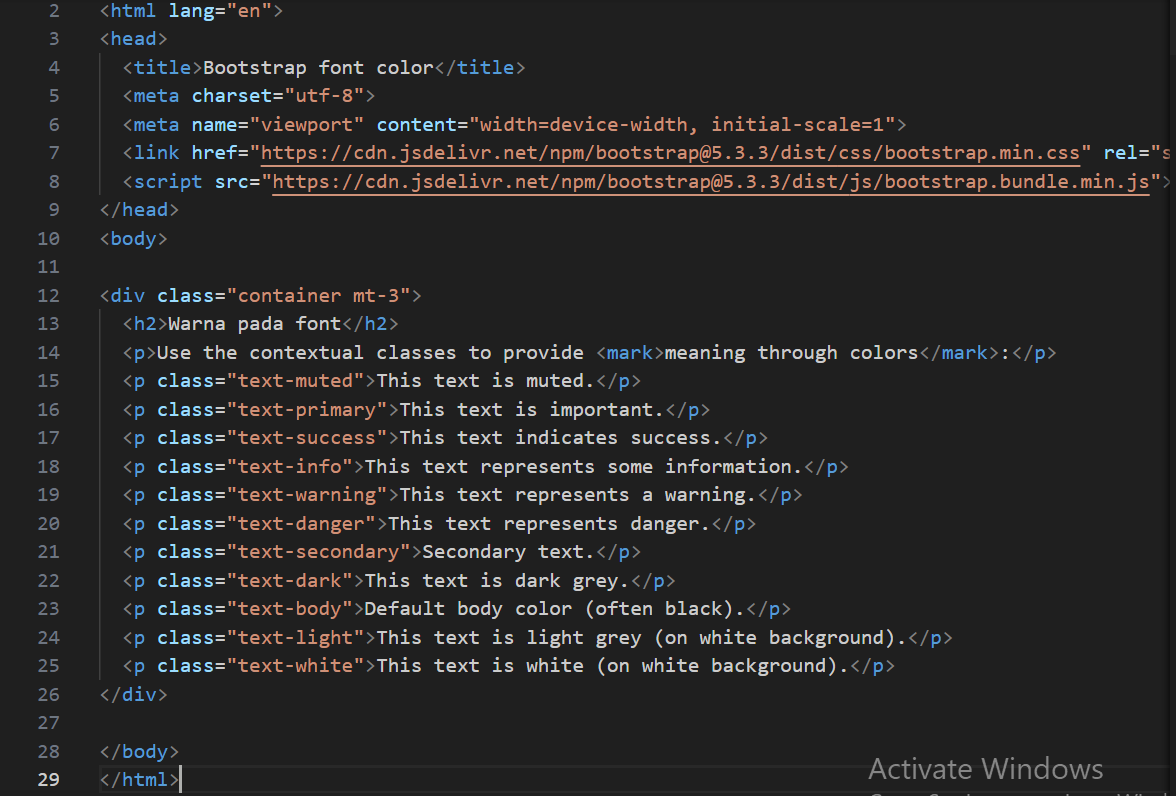 2 <html lang="en">
3 <head>
4   <title>Bootstrap font color</title>
5   <meta charset="utf-8">
6   <meta name="viewport" content="width=device-width, initial-scale=1">
7   <link href="https://cdn.jsdelivr.net/npm/bootstrap@5.3.3/dist/css/bootstrap.min.css" rel="s
8   <script src="https://cdn.jsdelivr.net/npm/bootstrap@5.3.3/dist/js/bootstrap.bundle.min.js">
9 </head>
10 <body>
11
12 <div class="container mt-3">
13   <h2>Warna pada font</h2>
14   <p>Use the contextual classes to provide <mark>meaning through colors</mark>:</p>
15   <p class="text-muted">This text is muted.</p>
16   <p class="text-primary">This text is important.</p>
17   <p class="text-success">This text indicates success.</p>
18   <p class="text-info">This text represents some information.</p>
19   <p class="text-warning">This text represents a warning.</p>
20   <p class="text-danger">This text represents danger.</p>
21   <p class="text-secondary">Secondary text.</p>
22   <p class="text-dark">This text is dark grey.</p>
23   <p class="text-body">Default body color (often black).</p>
24   <p class="text-light">This text is light grey (on white background).</p>
25   <p class="text-white">This text is white (on white background).</p>
26 </div>
27
28 </body>
29 </html>
Activate Windows